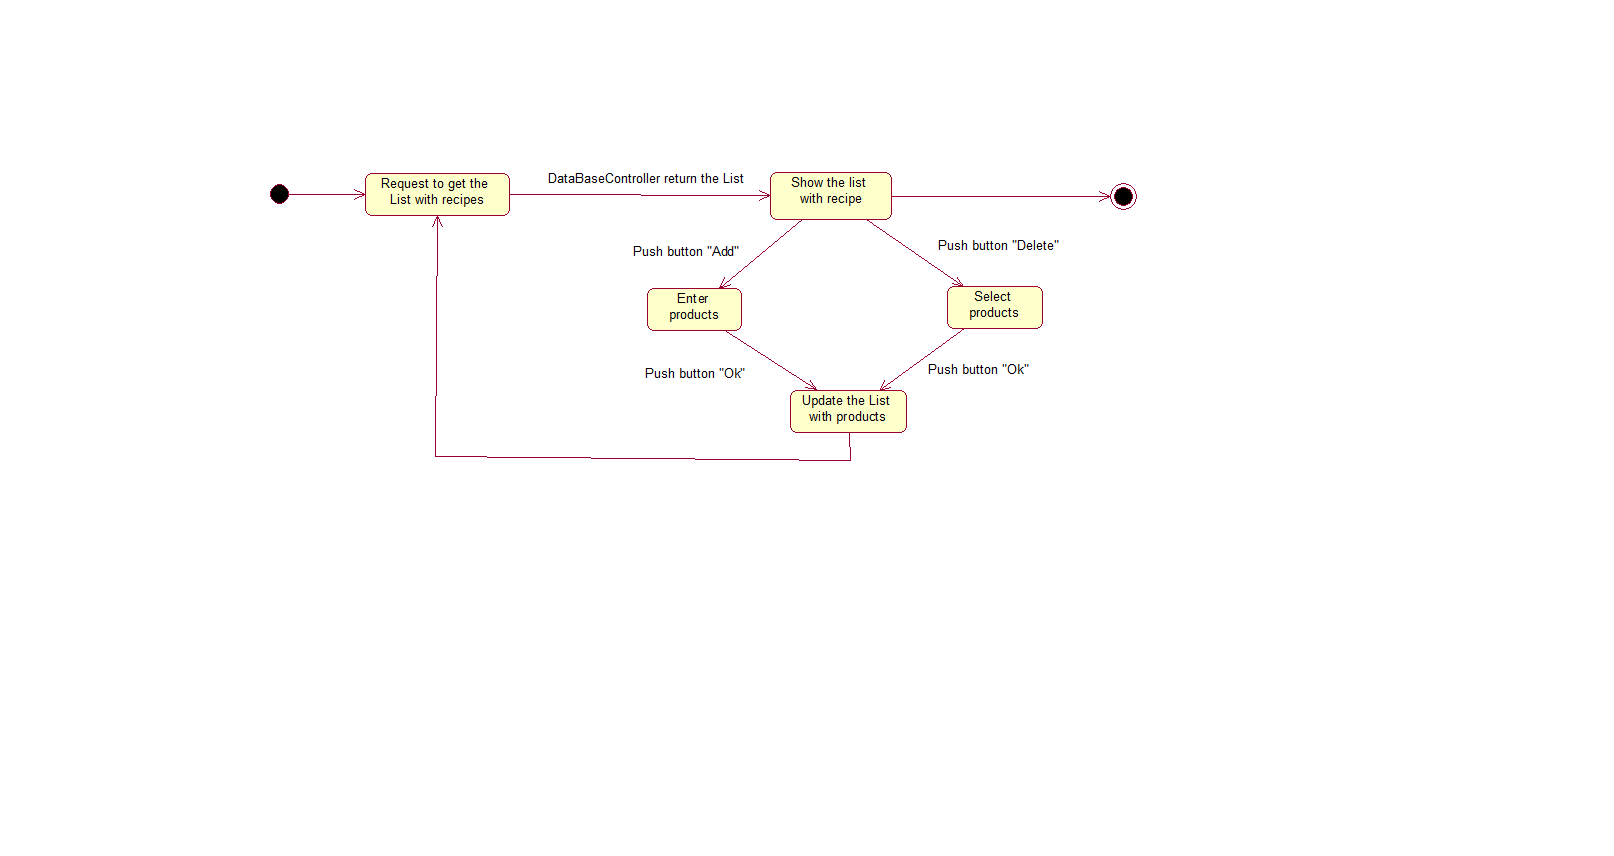 Request to get the
List with recipes
DataBaseController return the List
Show the list
with recipe
Push button "Add"
Push button "Delete"
Enter
products
Select
products
Push button "Ok"
Push button "Ok"
Update the List
with products